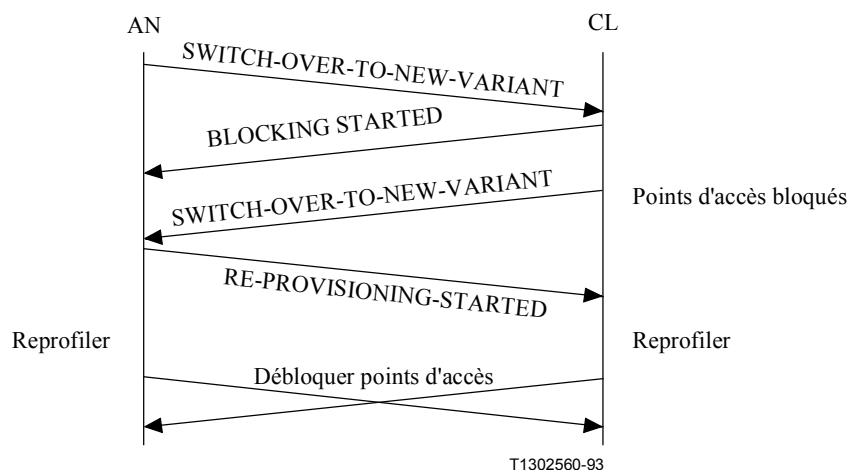 AN
CL
SWITCH-OVER-TO-NEW-VARIANT
BLOCKING STARTED
SWITCH-OVER-TO-NEW-VARIANT
Points d'accès bloqués
RE-PROVISIONING-STARTED
Reprofiler
Reprofiler
Débloquer points d'accès
T1302560-93